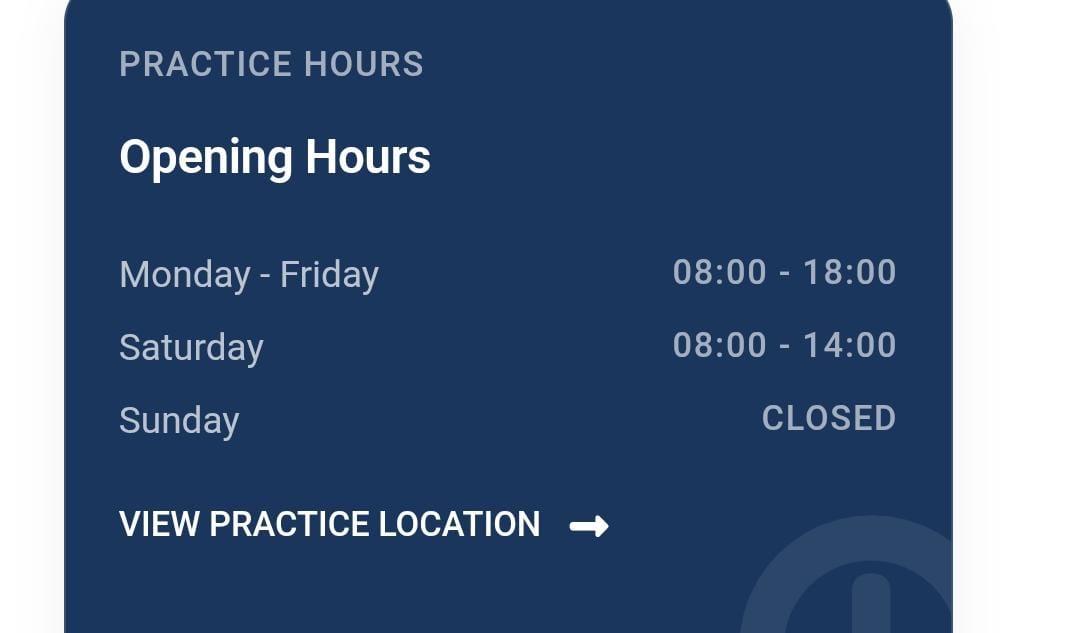 PRACTICE HOURS
Opening Hours
Monday - Friday 08:00 - 18:00
Saturday 08:00 - 14:00
Sunday CLOSED
VIEW PRACTICE LOCATION